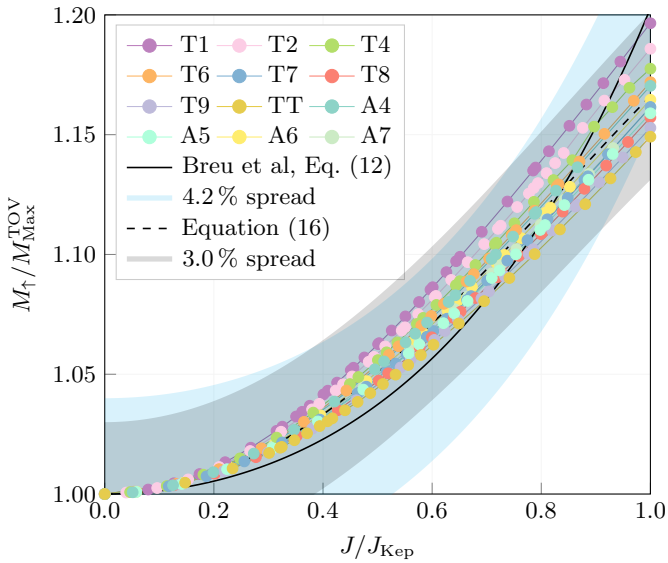 1.20
1.15
1.10
1.05
1.00
M↑/M_Max^TOV
T1 T2 T4
T6 T7 T8
T9 TT A4
A5 A6 A7
Breu et al, Eq. (12)
4.2 % spread
Equation (16)
3.0 % spread
0.0 0.2 0.4 0.6 0.8 1.0
J/J_Kep